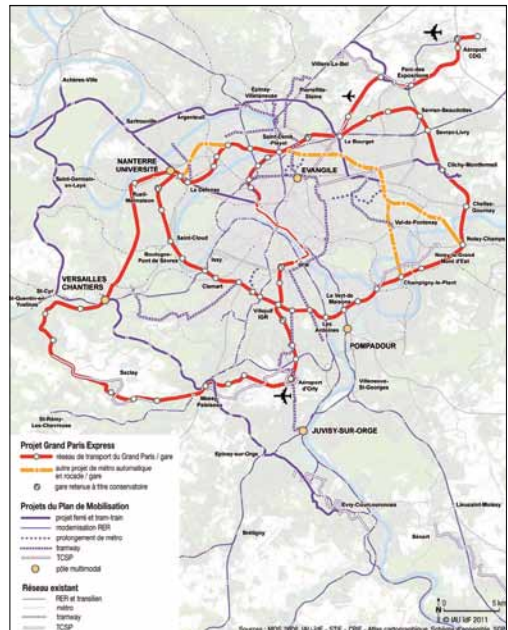 Aéroport
CDG
Parc des
Expositions
Villiers-Le-Bel
Achères-Ville
Epinay
Villetaneuse
Pierrefitte-
Stains
Sartrouville
Argenteuil
Sevran-Beaudottes
Sevran-Livry
Saint-Denis
Pleyel
Le Bourget
NANTERRE
UNIVERSITÉ
Clichy-Montfermeil
EVANGILE
La Défense
Saint-Germain-
en-Laye
Rueil-
Malmaison
Chelles-
Gournay
Val-de-Fontenay
Saint-Cloud
Noisy-Champs
Boulogne-
Pont de Sèvres
Issy
Noisy-le-Grand
Mont d'Est
VERSAILLES
CHANTIERS
Champigny-le-Plant
St-Cyr
Clamart
St-Quentin-en-
Yvelines
Le Vert-de-
Maisons
Villejuif
IGR
Les
Ardoines
POMPADOUR
Saclay
Aéroport
d'Orly
Villeneuve-
St-Georges
Massy
Palaiseau
St-Rémy-
Les-Chevreuse
JUVISY-SUR-ORGE
Epinay-sur-Orge
Evry-Courcouronnes
Lieusaint-Moissy
Sénart
Brétigny
Projet Grand Paris Express
réseau de transport du Grand Paris / gare
autre projet de métro automatique
en rocade / gare
gare retenue à titre conservatoire
Projets du Plan de Mobilisation
projet ferré et tram-train
modernisation RER
prolongement de métro
tramway
TCSP
pôle multimodal
Réseau existant
RER et transilien
métro
tramway
TCSP
N
0 5 km
© IAU îdF 2011